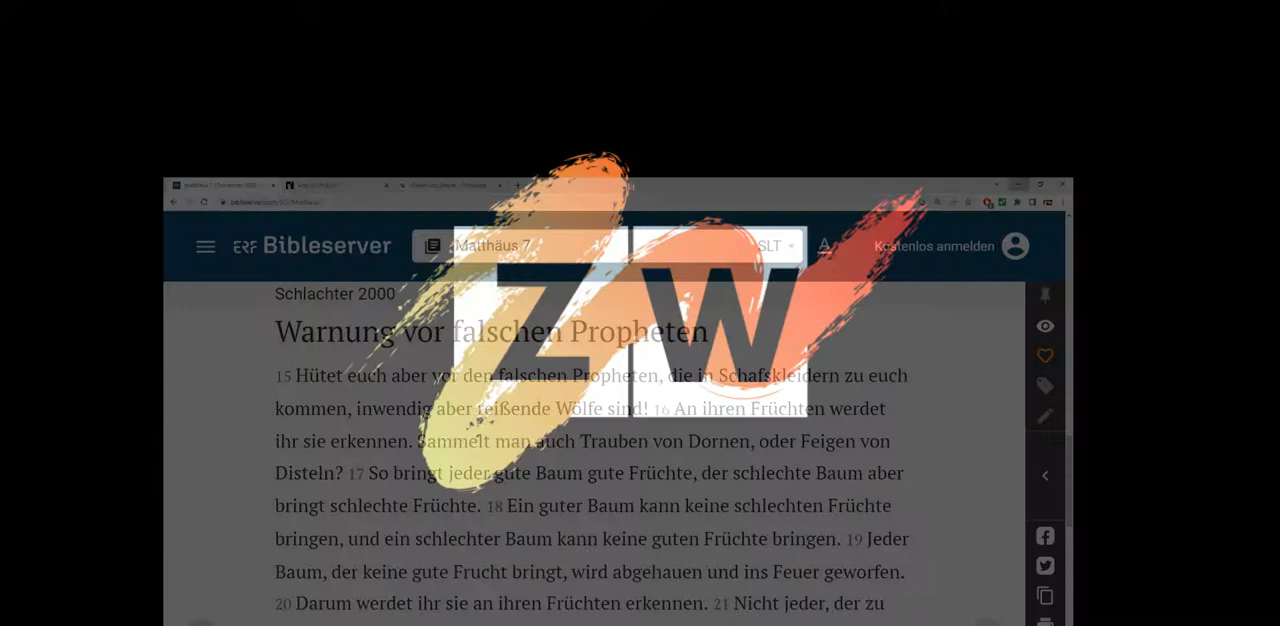 ERF Bibleserver
Matthäus 7
SLT
Kostenlos anmelden
Schlachter 2000
ZW
Warnung vor falschen Propheten
15 Hütet euch aber vor den falschen Propheten, die in Schafskleidern zu euch
kommen, inwendig aber reißende Wölfe sind! 16 An ihren Früchten werdet
ihr sie erkennen. Sammelt man auch Trauben von Dornen, oder Feigen von
Disteln? 17 So bringt jeder gute Baum gute Früchte, der schlechte Baum aber
bringt schlechte Früchte. 18 Ein guter Baum kann keine schlechten Früchte
bringen, und ein schlechter Baum kann keine guten Früchte bringen. 19 Jeder
Baum, der keine gute Frucht bringt, wird abgehauen und ins Feuer geworfen.
20 Darum werdet ihr sie an ihren Früchten erkennen. 21 Nicht jeder, der zu